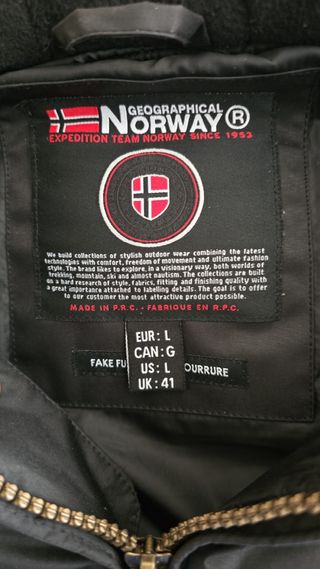 GEOGRAPHICAL
NORWAY®
EXPEDITION TEAM NORWAY SINCE 1953
We build collections of stylish outdoor wear combining the latest
technologies with comfort, freedom of movement and ultimate fashion
style. The brand likes to explore, in a visionary way, both worlds of
trekking, mountain, ski and almost nautism. The collections are built
on a hard research of style, fabrics, fitting and finishing quality with
a great importance attached to labelling details. The goal is to offer
to our customer the most attractive product possible.
MADE IN P.R.C. - FABRIQUE EN R.P.C.
EUR: L
CAN: G
US: L
UK: 41
FAKE FU OURRURE